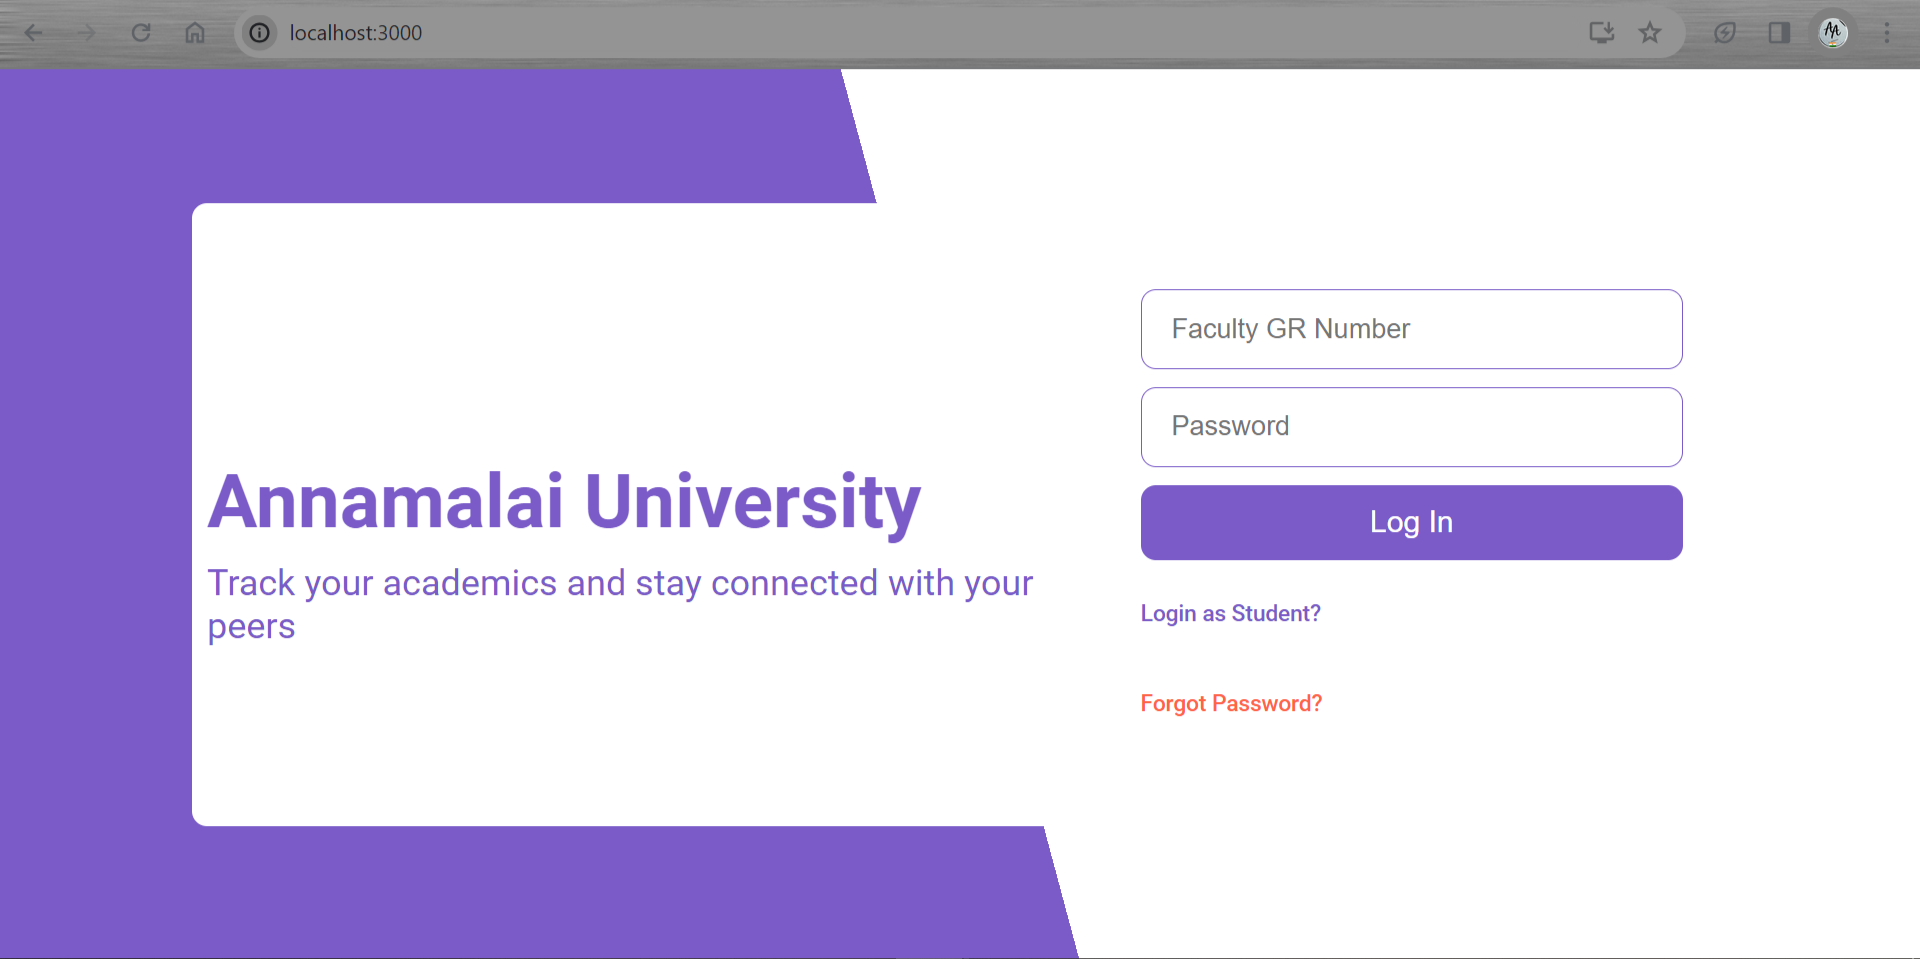 localhost:3000
Faculty GR Number
Password
Annamalai University
Log In
Track your academics and stay connected with your
peers
Login as Student?
Forgot Password?